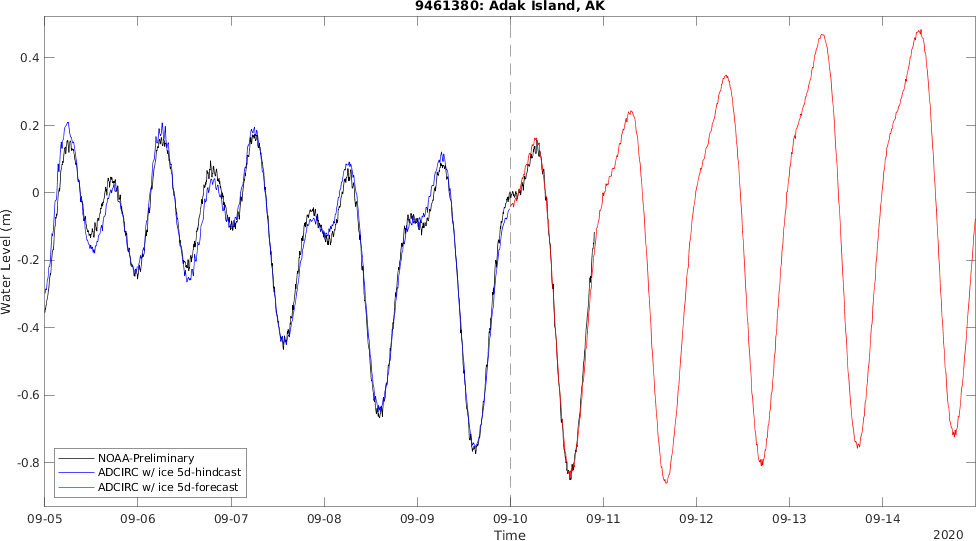 9461380: Adak Island, AK
Water Level (m)
0.4
0.2
0
-0.2
-0.4
-0.6
-0.8
NOAA-Preliminary
ADCIRC w/ ice 5d-hindcast
ADCIRC w/ ice 5d-forecast
09-05 09-06 09-07 09-08 09-09 09-10 09-11 09-12 09-13 09-14
Time
2020